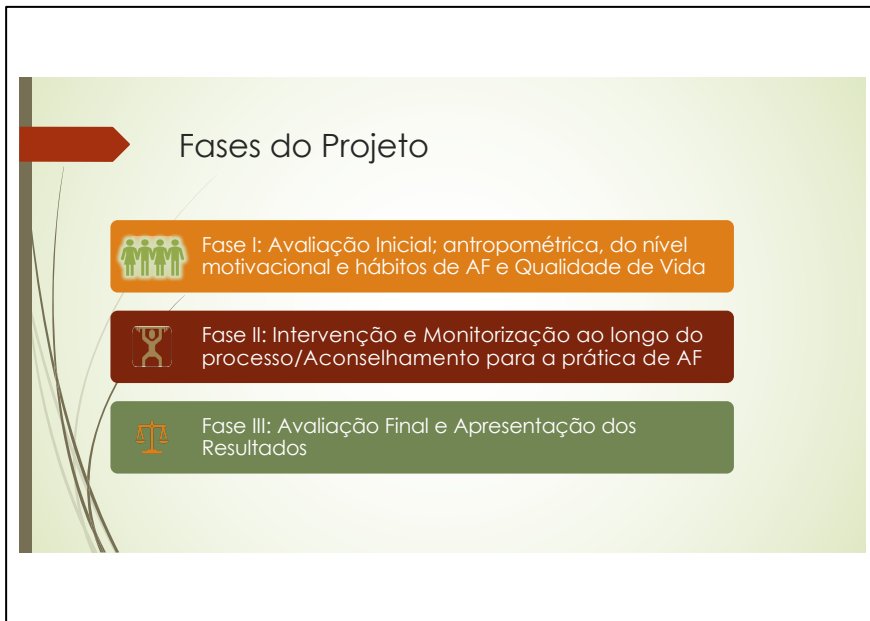 Fases do Projeto
Fase I: Avaliação Inicial; antropométrica, do nível
motivacional e hábitos de AF e Qualidade de Vida
Fase II: Intervenção e Monitorização ao longo do
processo/Aconselhamento para a prática de AF
Fase III: Avaliação Final e Apresentação dos
Resultados